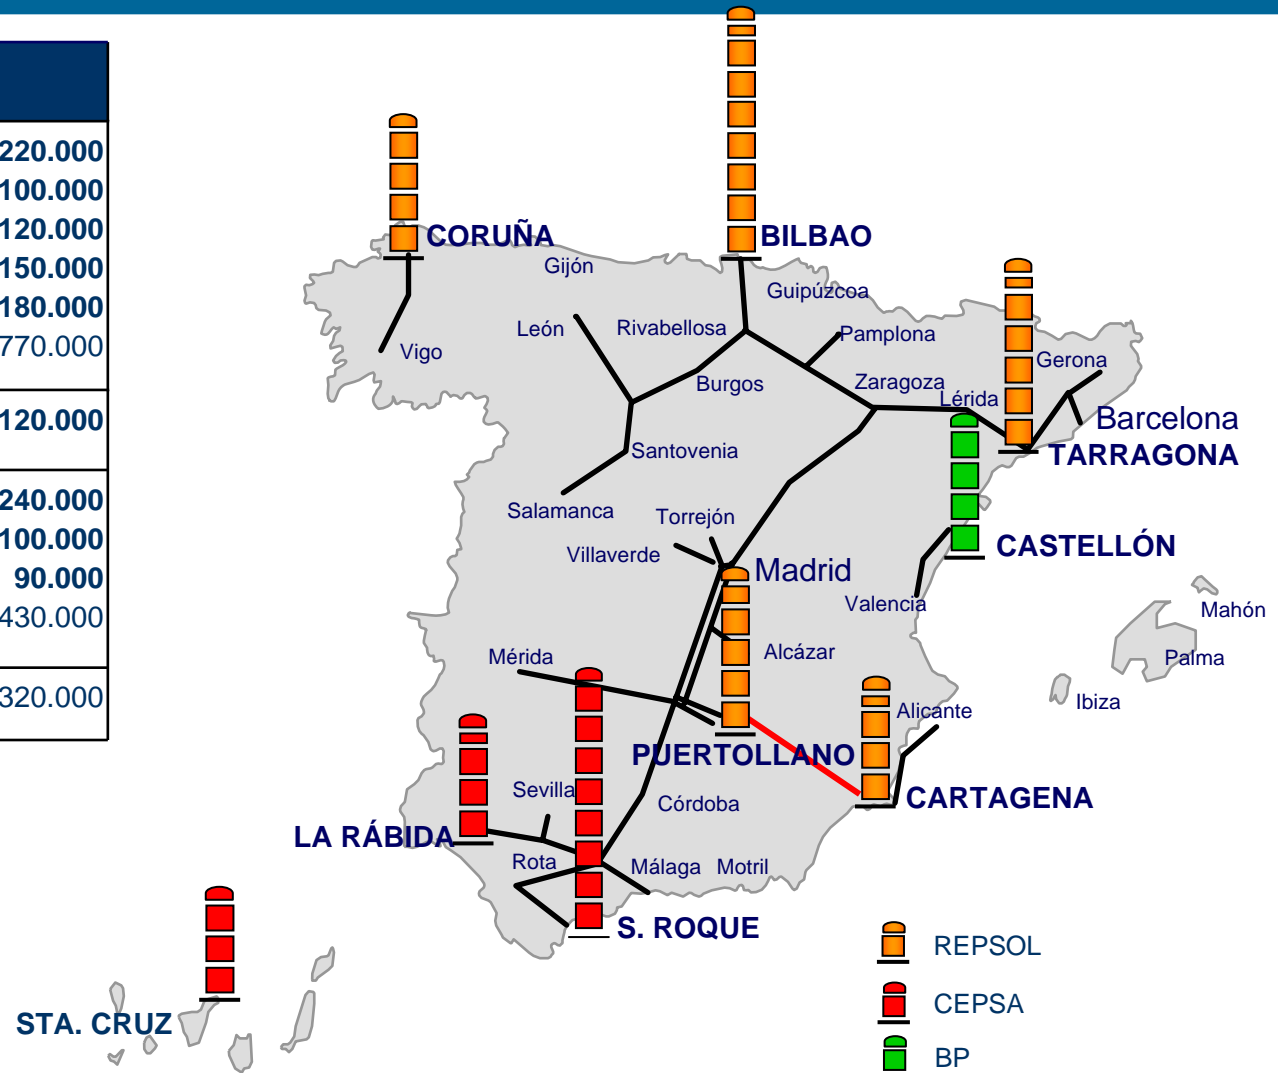 220.000
100.000
120.000
150.000
180.000
770.000
120.000
240.000
100.000
90.000
430.000
320.000
CORUÑA
BILBAO
Gijón
Guipúzcoa
León
Rivabellosa
Pamplona
Vigo
Gerona
Burgos
Zaragoza
Lérida
Barcelona
Santovenia
TARRAGONA
Salamanca
Torrejón
Villaverde
CASTELLÓN
Madrid
Valencia
Mahón
Mérida
Alcázar
Palma
Ibiza
Alicante
PUERTOLLANO
Sevilla
Córdoba
CARTAGENA
LA RÁBIDA
Rota
Málaga
Motril
S. ROQUE
REPSOL
CEPSA
STA. CRUZ
BP